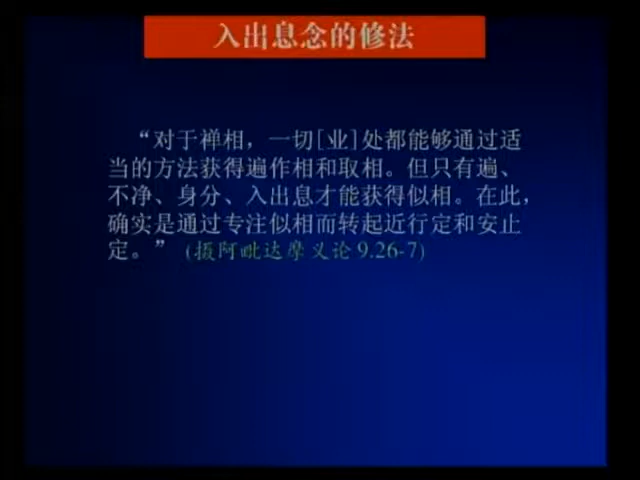 入出息念的修法
“对于禅相，一切[业]处都能够通过适
当的方法获得遍作相和取相。但只有遍、
不净、身分、入出息才能获得似相。在此，
确实是通过专注似相而转起近行定和安止
定。” (摄阿毗达摩义论 9.26-7)